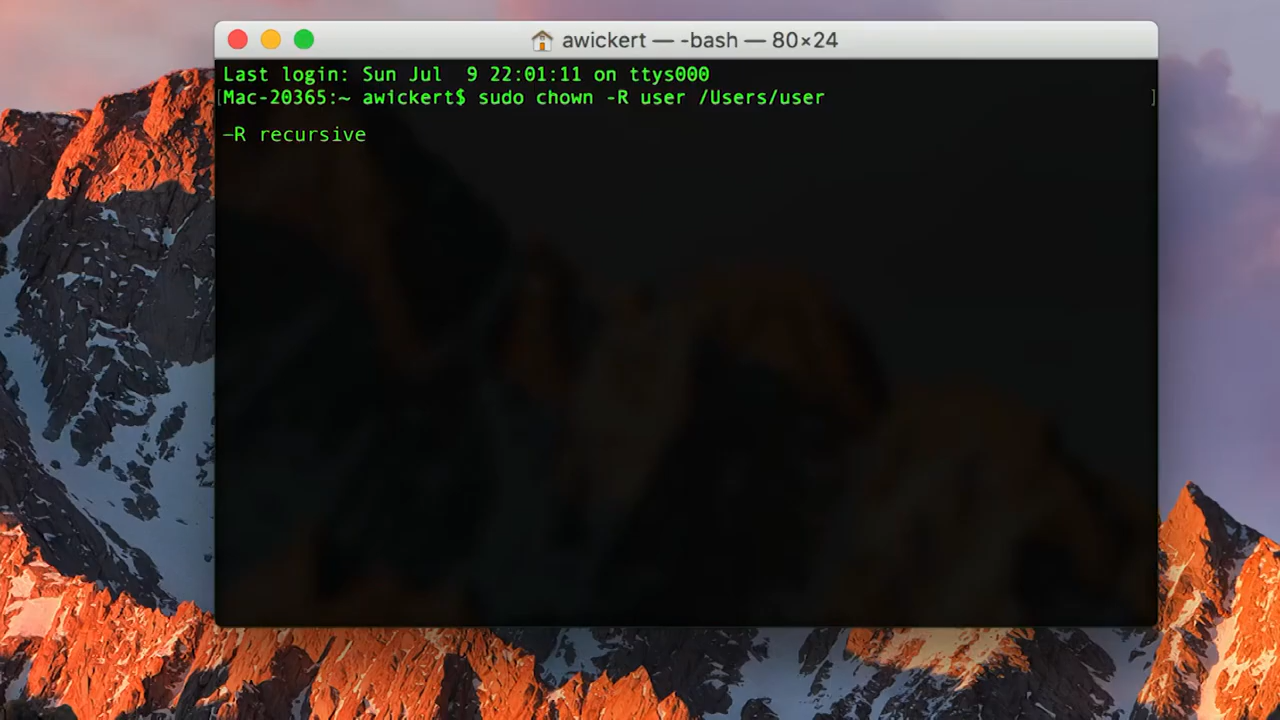 awickert — -bash — 80×24
Last login: Sun Jul  9 22:01:11 on ttys000
[Mac-20365:~ awickert$ sudo chown -R user /Users/user ]
–R recursive